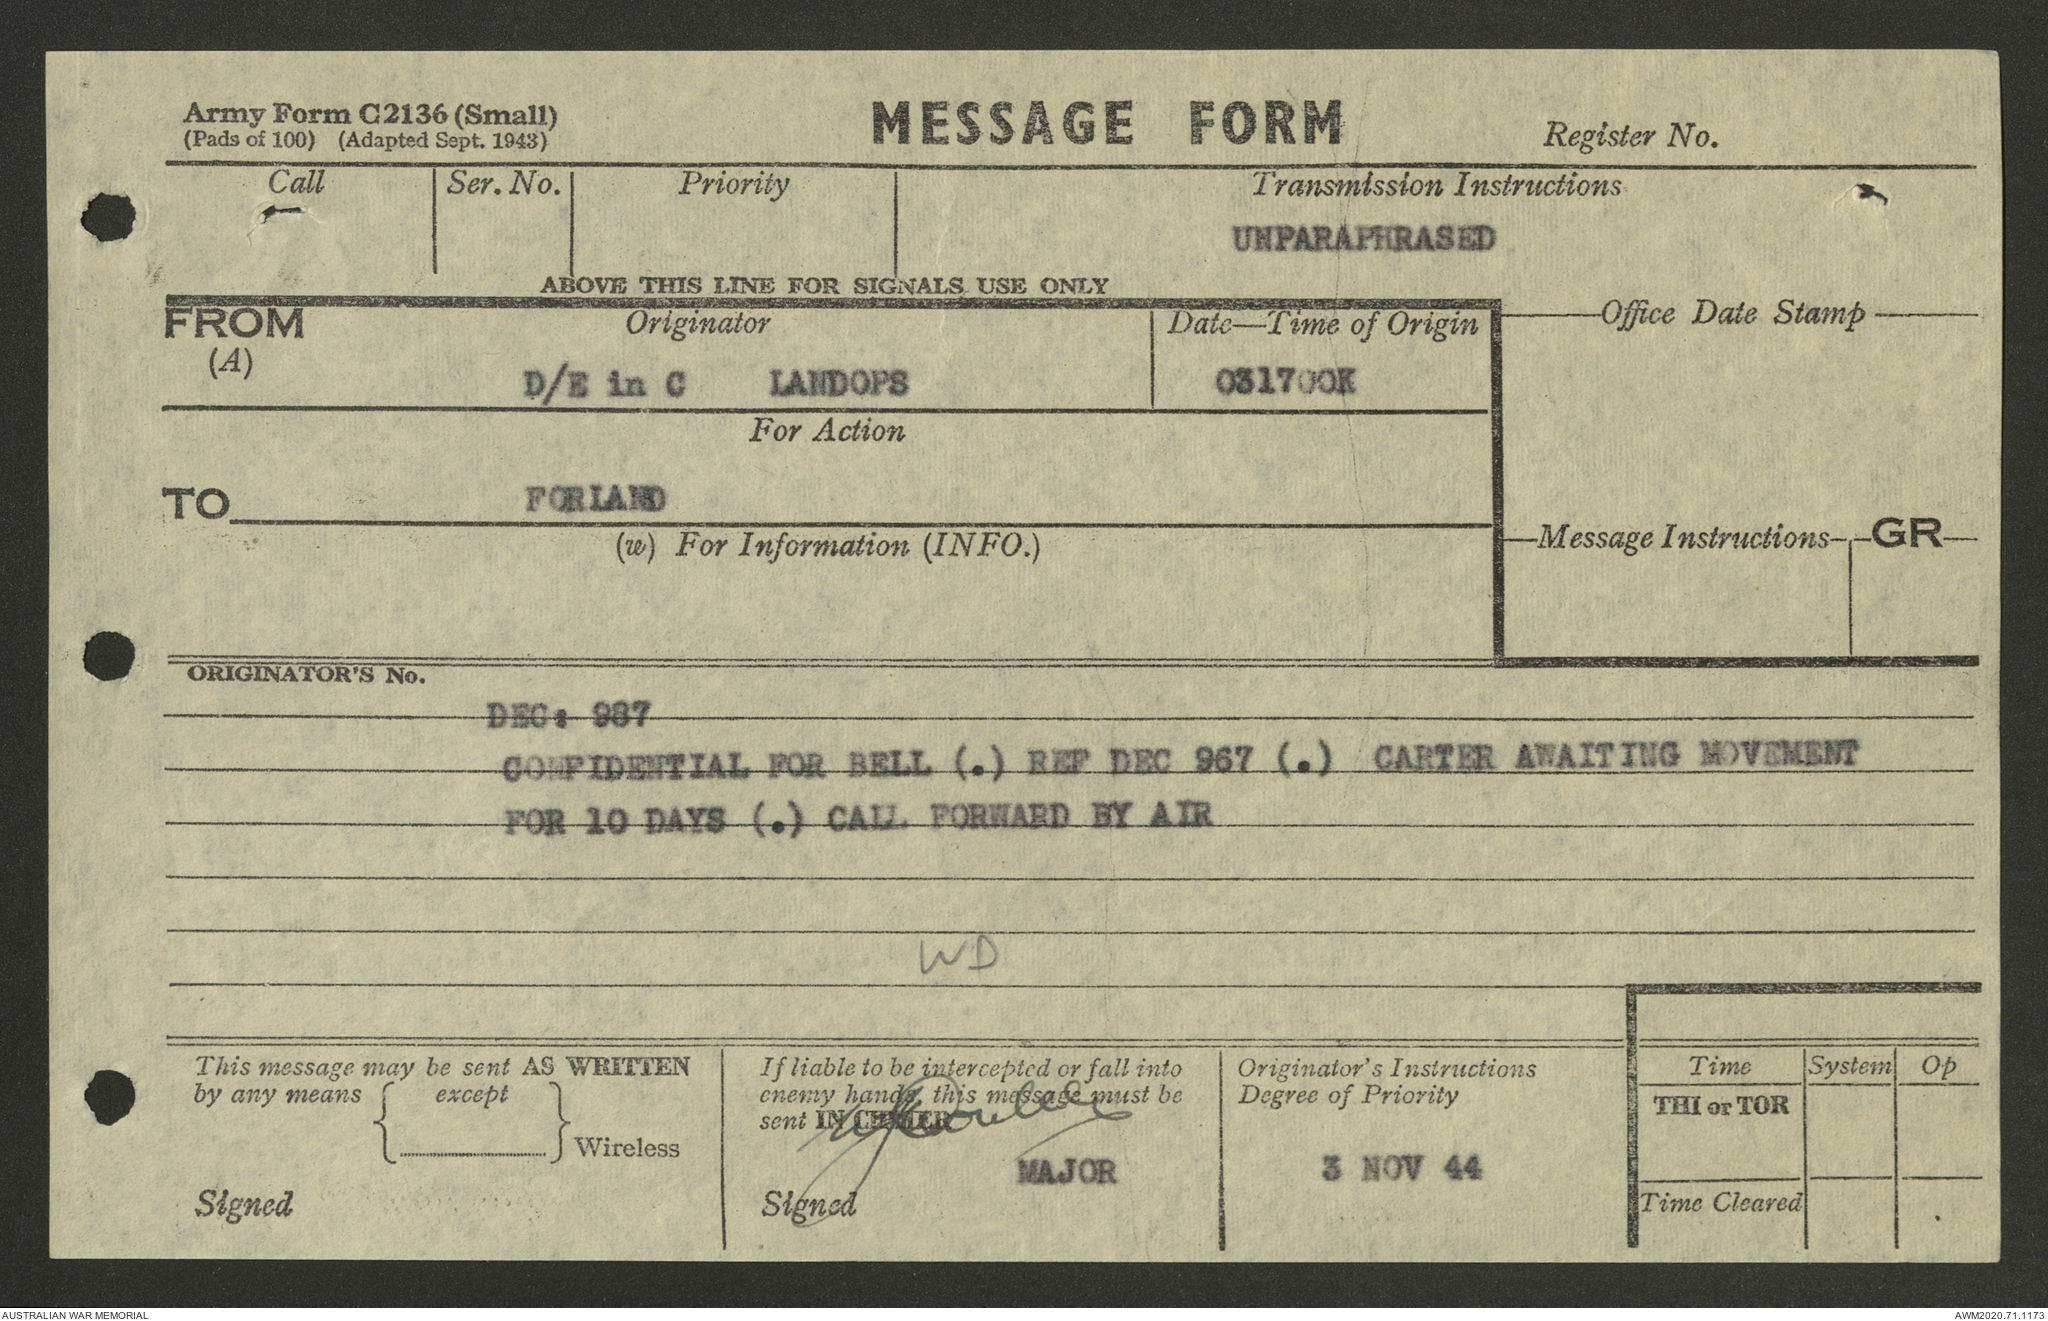 Army Form C2136 (Small)
(Pads of 100) (Adapted Sept. 1943)
MESSAGE FORM
Register No.
Call
Ser. No.
Priority
Transmission Instructions
UNPARAPHRASED
ABOVE THIS LINE FOR SIGNALS USE ONLY
FROM
(A)
Originator
Date—Time of Origin
Office Date Stamp
D/E in C LANDOPS
031700K
For Action
TO
FORLAND
(w) For Information (INFO.)
Message Instructions
GR
ORIGINATOR'S No.
DEC: 987
CONFIDENTIAL FOR BELL (.) REF DEC 967 (.) CARTER AWAITING MOVEMENT
FOR 10 DAYS (.) CALL FORWARD BY AIR
WD
This message may be sent AS WRITTEN
by any means
except
Wireless
Signed
If liable to be intercepted or fall into
enemy hands, this message must be
sent IN CIPHER
MAJOR
Signed
Originator's Instructions
Degree of Priority
3 NOV 44
Time
System
Op
THI or TOR
Time Cleared
AUSTRALIAN WAR MEMORIAL
AWM2020.71.1173